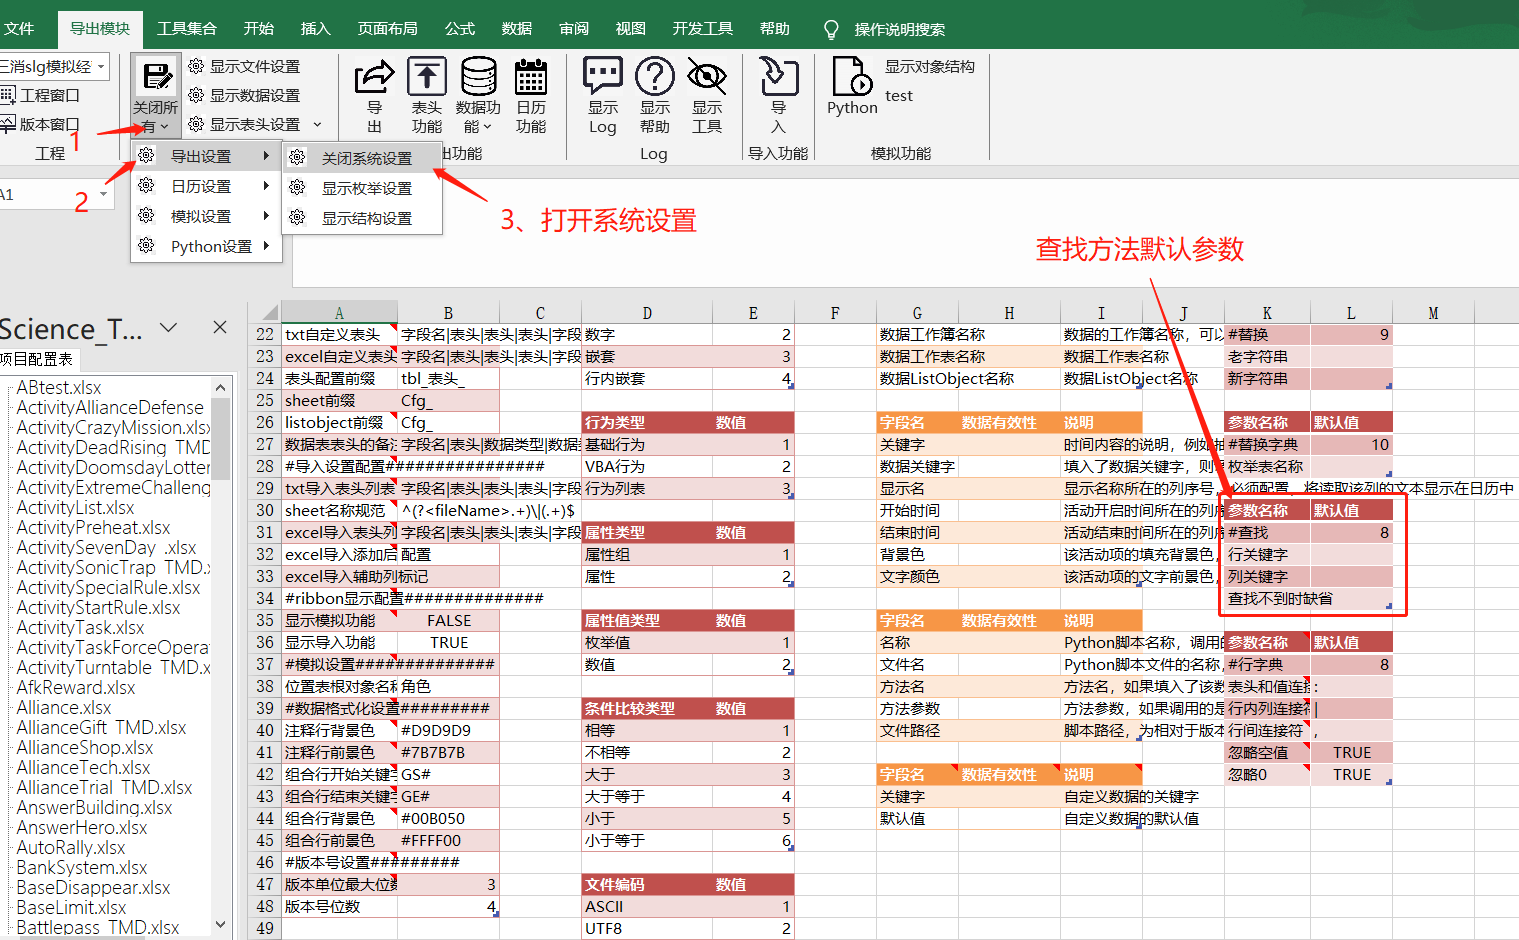 文件 导出模块 工具集合 开始 插入 页面布局 公式 数据 审阅 视图 开发工具 帮助 操作说明搜索
三消slg模拟经
工程窗口
版本窗口
工程
关闭所有
显示文件设置
显示数据设置
显示表头设置
导出
表头功能
数据功能
日历功能
出功能
显示Log
显示帮助
显示工具
Log
导入
导入功能
Python
显示对象结构
test
模拟功能
1
2
导出设置
日历设置
模拟设置
Python设置
关闭系统设置
显示枚举设置
显示结构设置
3、打开系统设置
查找方法默认参数
A1
Science_T...
项目配置表
ABtest.xlsx
ActivityAllianceDefense
ActivityCrazyMission.xlsx
ActivityDeadRising_TMD
ActivityDoomsdayLotter
ActivityExtremeChalleng
ActivityList.xlsx
ActivityPreheat.xlsx
ActivitySevenDay_.xlsx
ActivitySonicTrap_TMD.x
ActivitySpecialRule.xlsx
ActivityStartRule.xlsx
ActivityTask.xlsx
ActivityTaskForceOpera
ActivityTurntable_TMD.x
AfkReward.xlsx
Alliance.xlsx
AllianceGift_TMD.xlsx
AllianceShop.xlsx
AllianceTech.xlsx
AllianceTrial_TMD.xlsx
AnswerBuilding.xlsx
AnswerHero.xlsx
AutoRally.xlsx
BankSystem.xlsx
BaseDisappear.xlsx
BaseLimit.xlsx
Battlepass_TMD.xlsx
A B C D E F G H I J K L M
22 txt自定义表头 字段名|表头|表头|表头|字段 数字 2 数据工作簿名称 数据的工作簿名称，可以 #替换 9
23 excel自定义表头 字段名|表头|表头|表头|字段 嵌套 3 数据工作表名称 数据工作表名称 老字符串
24 表头配置前缀 tbl_表头_ 行内嵌套 4 数据ListObject名称 数据ListObject名称 新字符串
25 sheet前缀 Cfg_
26 listobject前缀 Cfg_ 行为类型 数值 字段名 数据有效性 说明 参数名称 默认值
27 数据表表头的备注 字段名|表头|数据类型|数据 基础行为 1 关键字 时间内容的说明，例如抽 #替换字典 10
28 #导入设置配置############### VBA行为 2 数据关键字 填入了数据关键字，则 枚举表名称
29 txt导入表头列表 字段名|表头|表头|表头|字段 行为列表 3 显示名 显示名称所在的列序号，必须配置，将读取该列的文本显示在日历中
30 sheet名称规范 ^(?<fileName>.+)\|(.+)$ 开始时间 活动开启时间所在的列序 参数名称 默认值
31 excel导入表头列 字段名|表头|表头|表头|字段 属性类型 数值 结束时间 活动结束时间所在的列序 #查找 8
32 excel导入添加后 配置 属性组 1 背景色 该活动项的填充背景色， 行关键字
33 excel导入辅助列 标记 属性 2 文字颜色 该活动项的文字前景色， 列关键字
34 #ribbon显示配置############## 查找不到时缺省
35 显示模拟功能 FALSE 属性值类型 数值 字段名 数据有效性 说明
36 显示导入功能 TRUE 枚举值 1 名称 Python脚本名称，调用的 参数名称 默认值
37 #模拟设置############## 数值 2 文件名 Python脚本文件的名称， #行字典 8
38 位置表根对象名称 角色 方法名 方法名，如果填入了该数 表头和值连接 :
39 #数据格式化设置######### 条件比较类型 数值 方法参数 方法参数，如果调用的是 行内列连接符 |
40 注释行背景色 #D9D9D9 相等 1 文件路径 脚本路径，为相对于版本 行间连接符 ,
41 注释行前景色 #7B7B7B 不相等 2 忽略空值 TRUE
42 组合行开始关键字 GS# 大于 3 字段名 数据有效性 说明 忽略0 TRUE
43 组合行结束关键字 GE# 大于等于 4 关键字 自定义数据的关键字
44 组合行背景色 #00B050 小于 5 默认值 自定义数据的默认值
45 组合行前景色 #FFFF00 小于等于 6
46 #版本号设置#########
47 版本单位最大位数 3 文件编码 数值
48 版本号位数 4 ASCII 1
49 UTF8 2